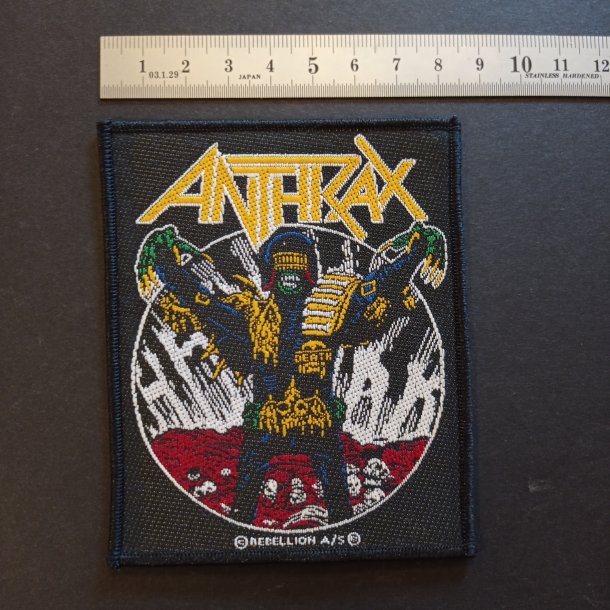 1 2 3 4 5 6 7 8 9 10 11 12
03.1.29 JAPAN STAINLESS HARDENED
ANTHRAX
DEATH
© REBELLION A/S ®